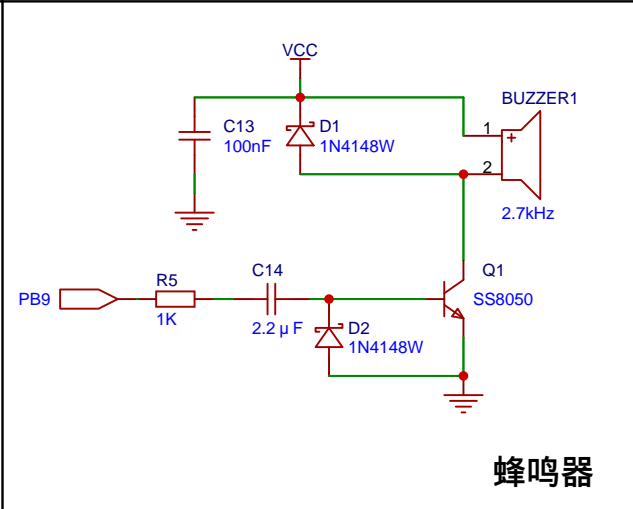 VCC
BUZZER1
C13
100nF
D1
1N4148W
1
+
2
2.7kHz
C14
Q1
R5
PB9
SS8050
1K
2.2μF
D2
1N4148W
蜂鸣器